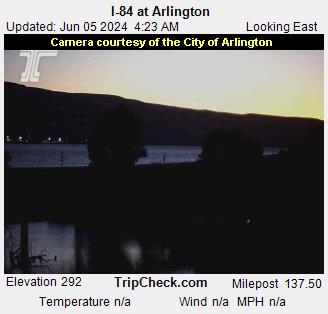 I-84 at Arlington
Updated: Jun 05 2024 4:23 AM Looking East
Camera courtesy of the City of Arlington
Elevation 292 TripCheck.com Milepost 137.50
Temperature n/a Wind n/a MPH n/a